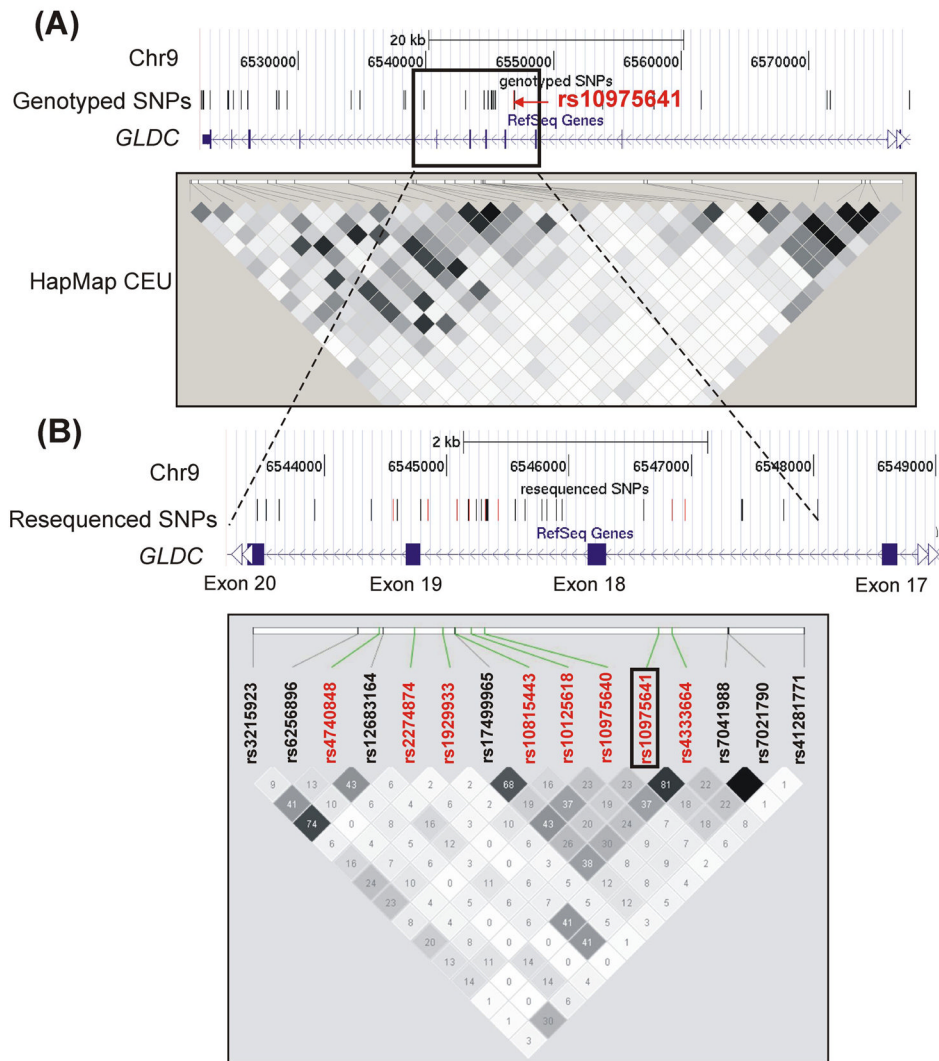 (A)
20 kb
Chr9
6530000
6540000
6550000
6560000
6570000
genotyped SNPs
Genotyped SNPs
rs10975641
RefSeq Genes
GLDC
HapMap CEU
(B)
2 kb
Chr9
6544000
6545000
6546000
6547000
6548000
6549000
resequenced SNPs
Resequenced SNPs
RefSeq Genes
GLDC
Exon 20
Exon 19
Exon 18
Exon 17
rs3215923
rs6256896
rs4740848
rs12683164
rs2274874
rs1929933
rs17499965
rs10815443
rs10125618
rs10975640
rs10975641
rs4333664
rs7041988
rs7021790
rs41281771
9 13 43 6 2 2 68 16 23 23 81 22 1
41 10 6 4 6 2 19 37 19 37 18 22 1
74 0 8 16 3 10 43 20 24 7 18 8
6 4 5 12 0 26 30 9 7 2
16 7 6 0 3 38 8 9
24 10 0 11 6 5 12 8 4
23 4 5 6 7 5 12 5
8 4 0 6 41 5 3
20 8 0 0 41 1
13 11 14 0 0
14 0 14 4
1 0 6
1 30
3